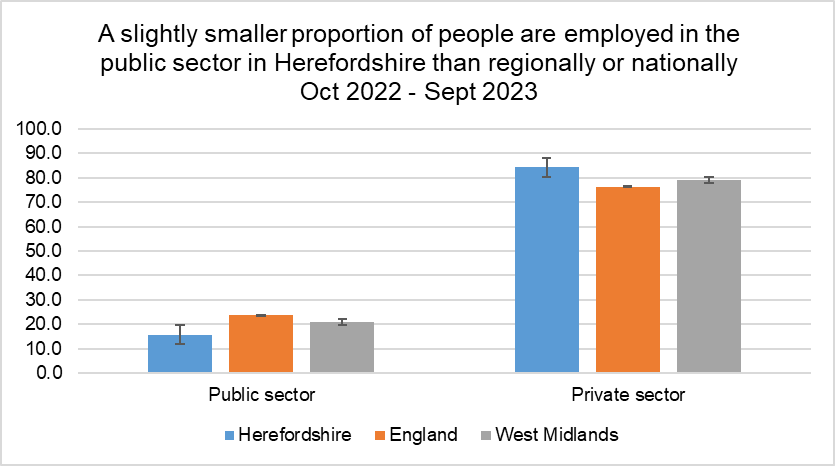 A slightly smaller proportion of people are employed in the
public sector in Herefordshire than regionally or nationally
Oct 2022 - Sept 2023
100.0
90.0
80.0
70.0
60.0
50.0
40.0
30.0
20.0
10.0
0.0
Public sector Private sector
Herefordshire England West Midlands